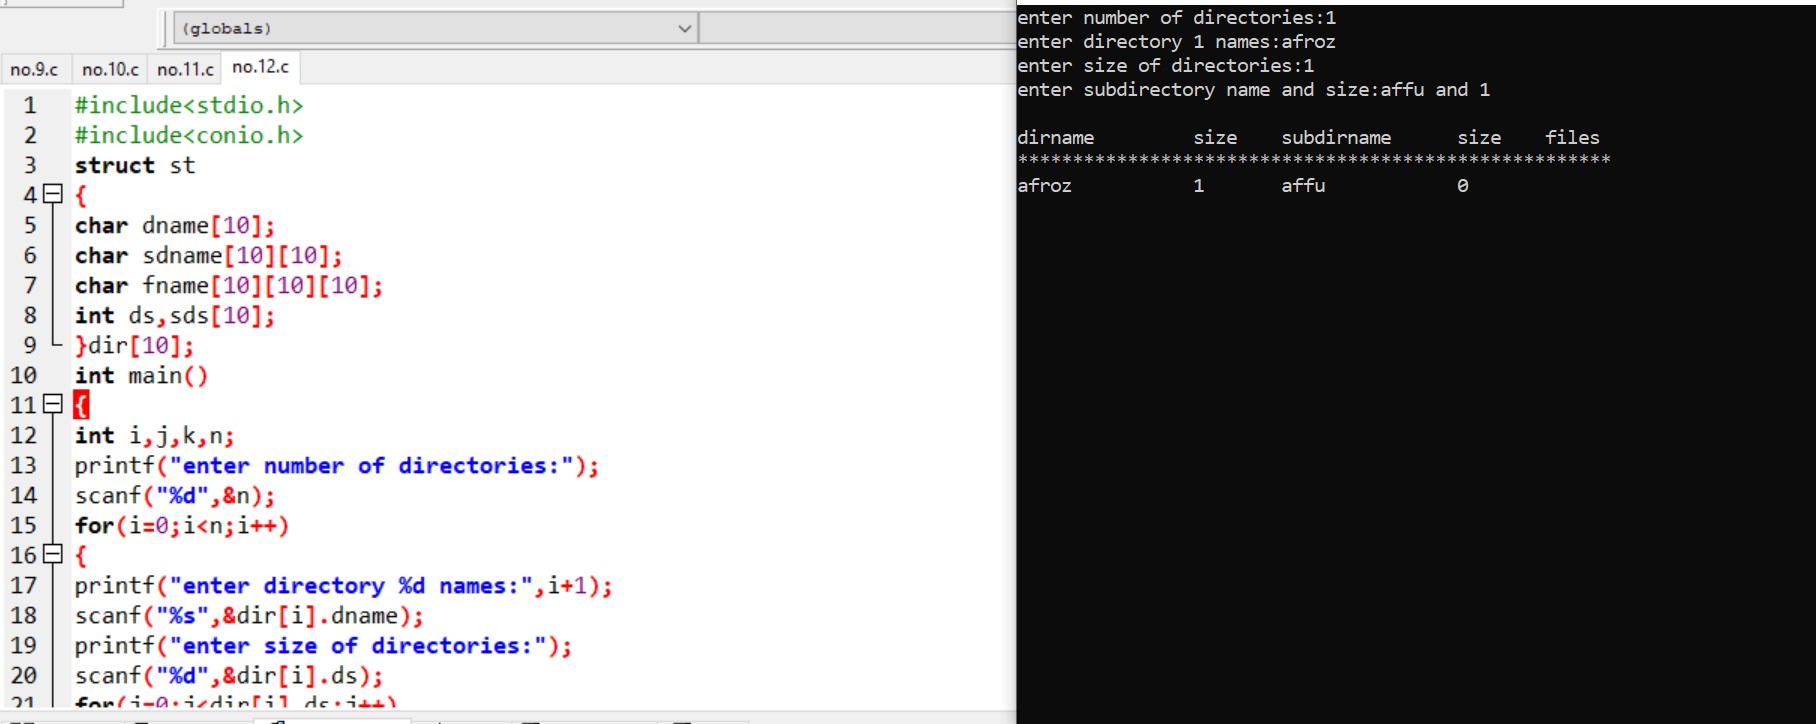 (globals)
no.9.c no.10.c no.11.c no.12.c
1 #include<stdio.h>
2 #include<conio.h>
3 struct st
4 {
5 char dname[10];
6 char sdname[10][10];
7 char fname[10][10][10];
8 int ds,sds[10];
9 }dir[10];
10 int main()
11 {
12 int i,j,k,n;
13 printf("enter number of directories:");
14 scanf("%d",&n);
15 for(i=0;i<n;i++)
16 {
17 printf("enter directory %d names:",i+1);
18 scanf("%s",&dir[i].dname);
19 printf("enter size of directories:");
20 scanf("%d",&dir[i].ds);
21 for(j=0;j<dir[i].ds;j++)
enter number of directories:1
enter directory 1 names:afroz
enter size of directories:1
enter subdirectory name and size:affu and 1
dirname size subdirname size files
******************************************************
afroz 1 affu 0